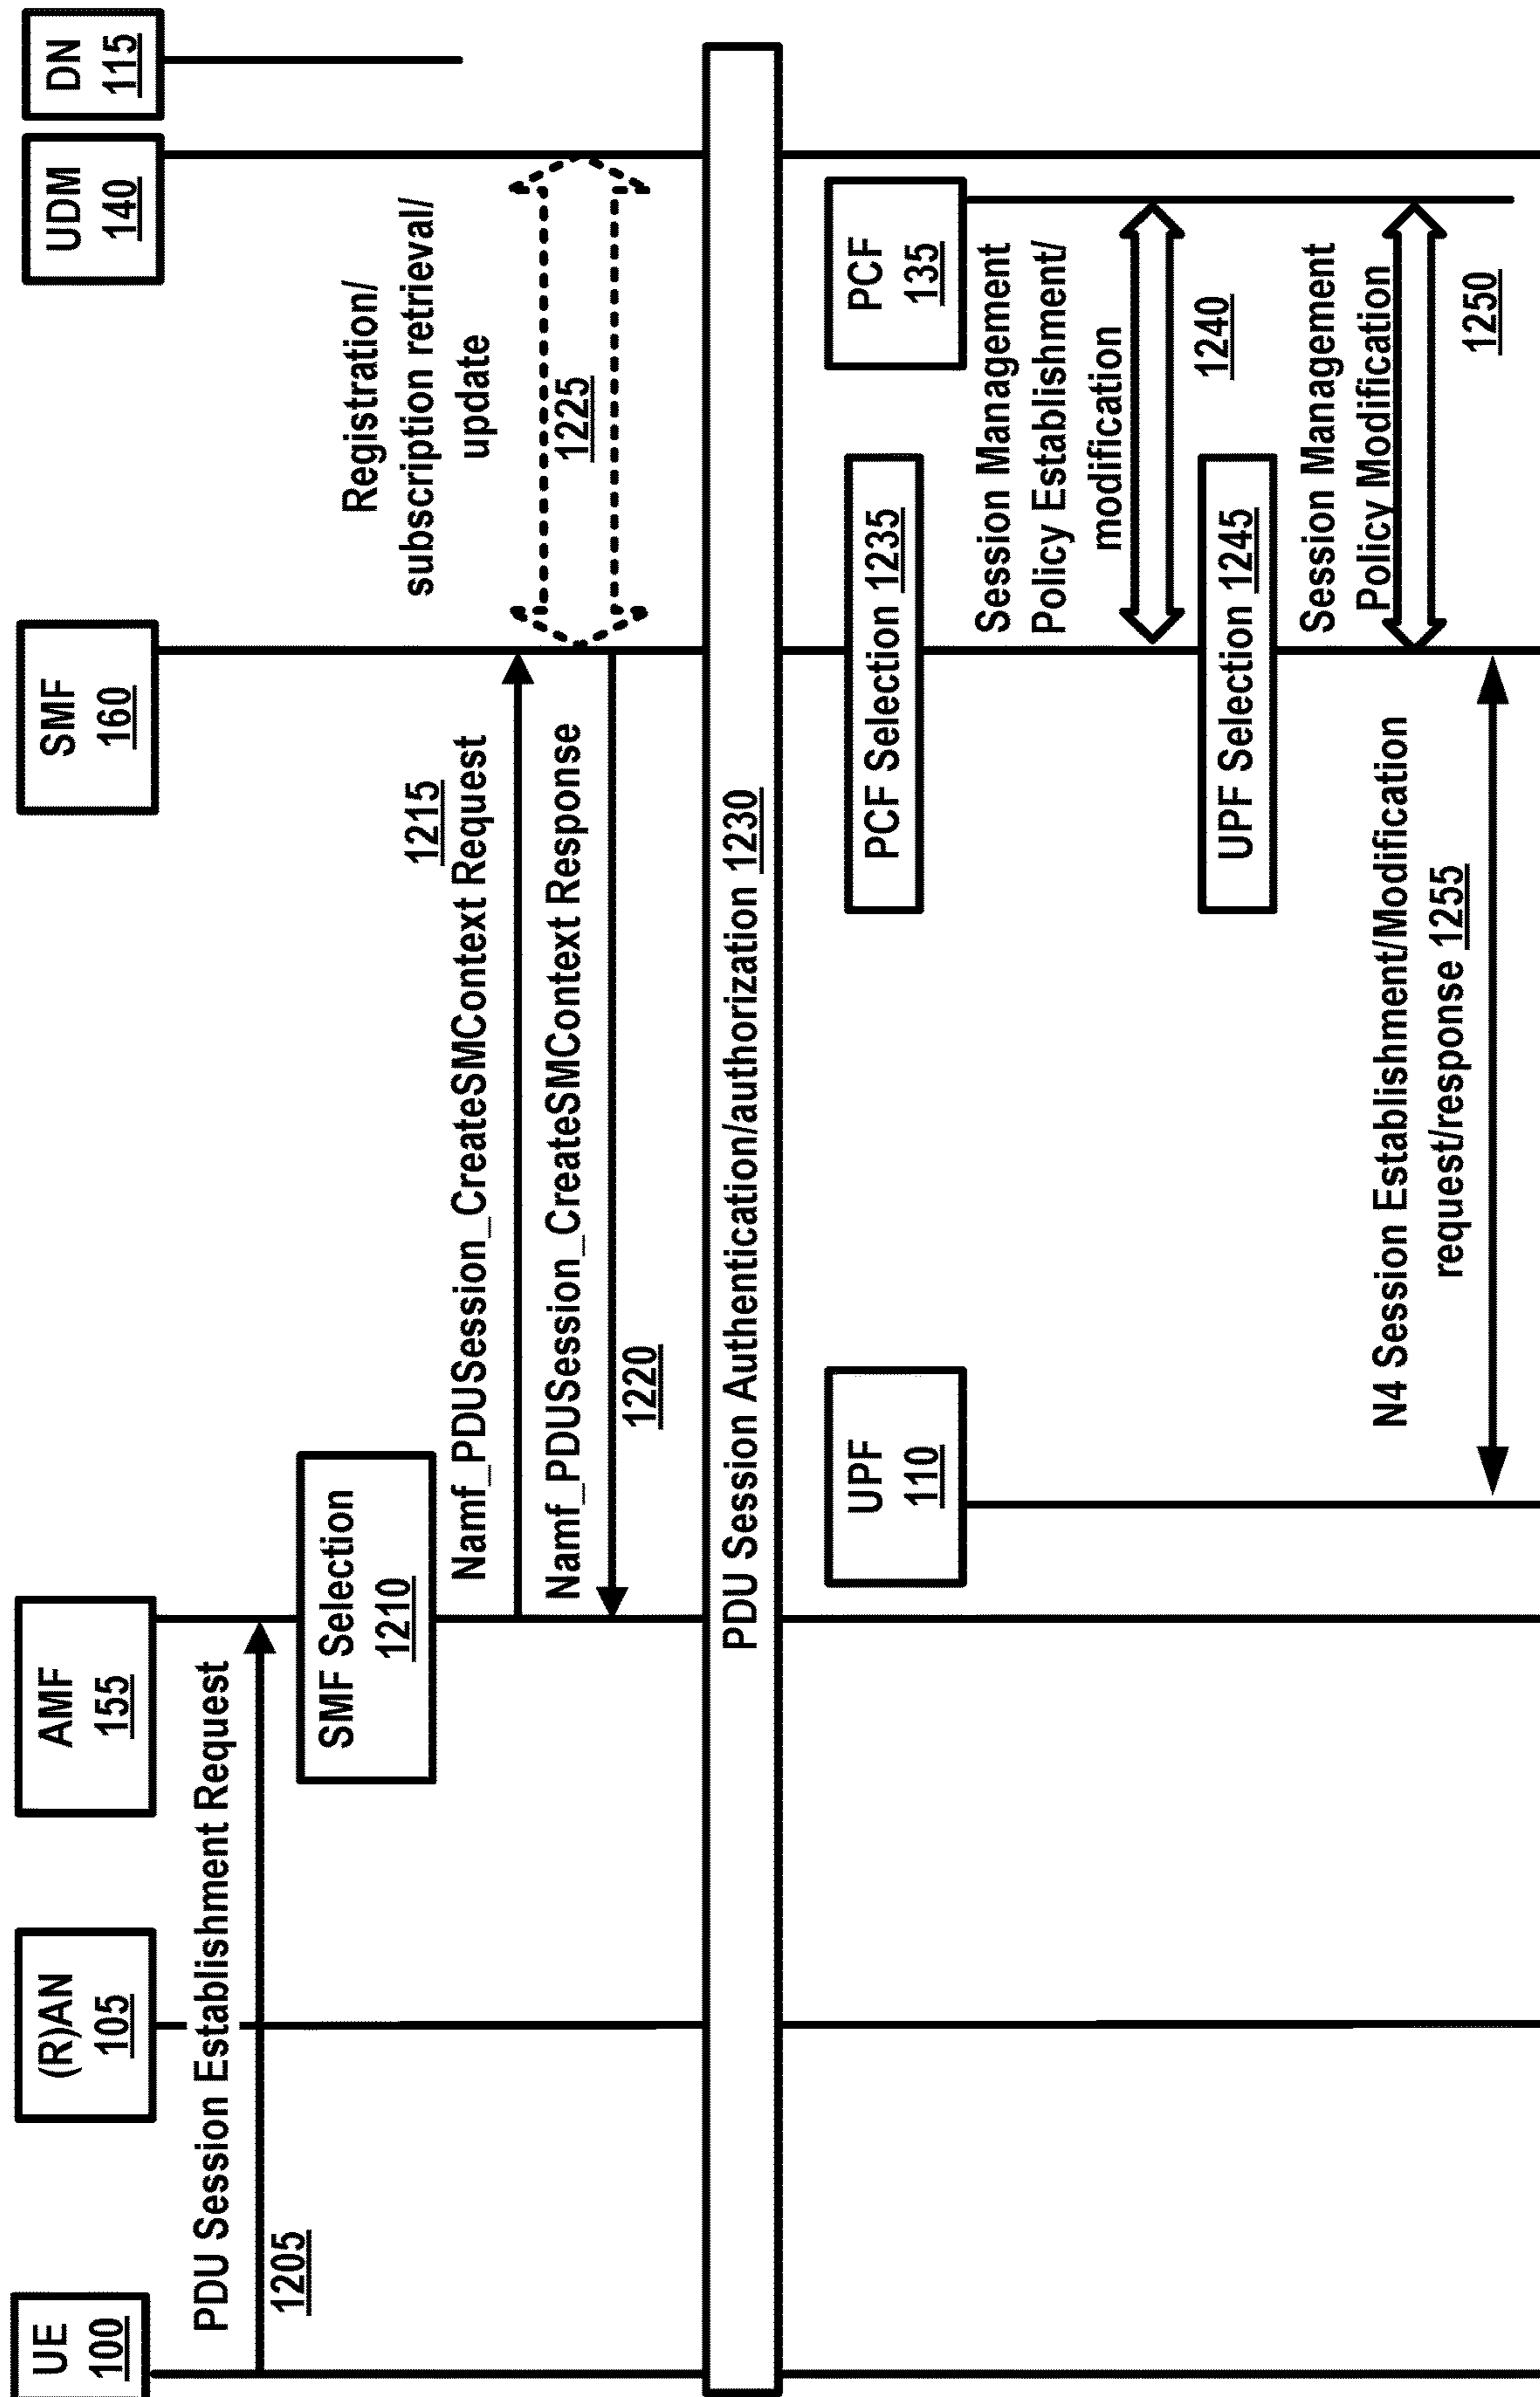 UE
100
(R)AN
105
AMF
155
SMF
160
UDM
140
DN
115
PDU Session Establishment Request
1205
SMF Selection
1210
1215
Namf_PDUSession_CreateSMContext Request
Namf_PDUSession_CreateSMContext Response
1220
Registration/
subscription retrieval/
update
1225
PDU Session Authentication/authorization 1230
UPF
110
PCF
135
PCF Selection 1235
Session Management
Policy Establishment/
modification
1240
UPF Selection 1245
Session Management
Policy Modification
1250
N4 Session Establishment/Modification
request/response 1255